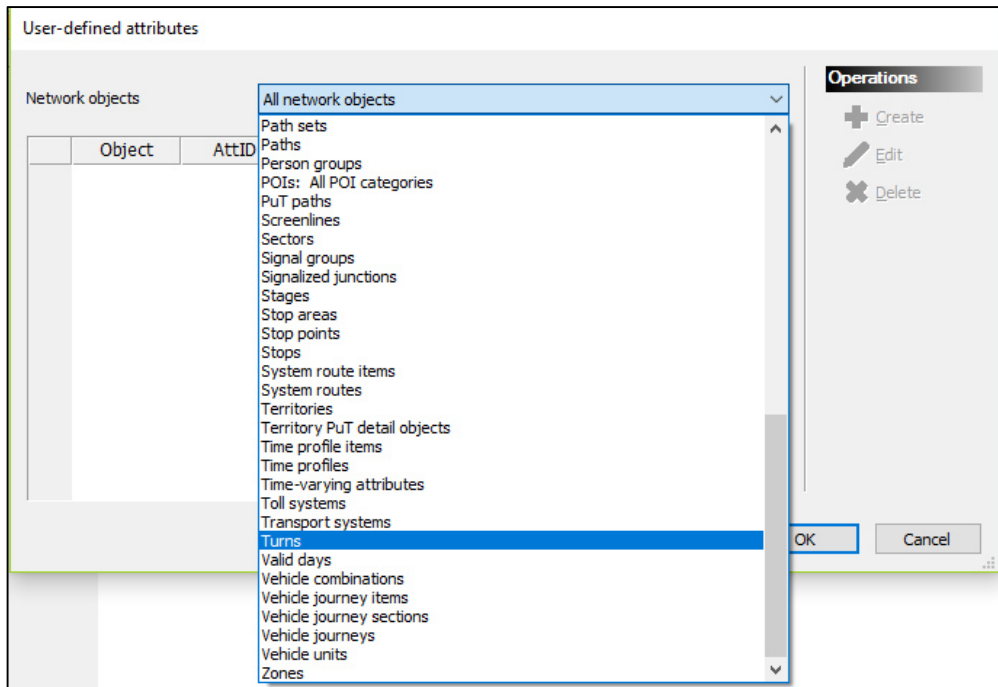 User-defined attributes
Network objects
All network objects
Operations
Create
Edit
Delete
Object
AttID
Path sets
Paths
Person groups
POIs: All POI categories
PuT paths
Screenlines
Sectors
Signal groups
Signalized junctions
Stages
Stop areas
Stop points
Stops
System route items
System routes
Territories
Territory PuT detail objects
Time profile items
Time profiles
Time-varying attributes
Toll systems
Transport systems
Turns
Valid days
Vehicle combinations
Vehicle journey items
Vehicle journey sections
Vehicle journeys
Vehicle units
Zones
OK
Cancel